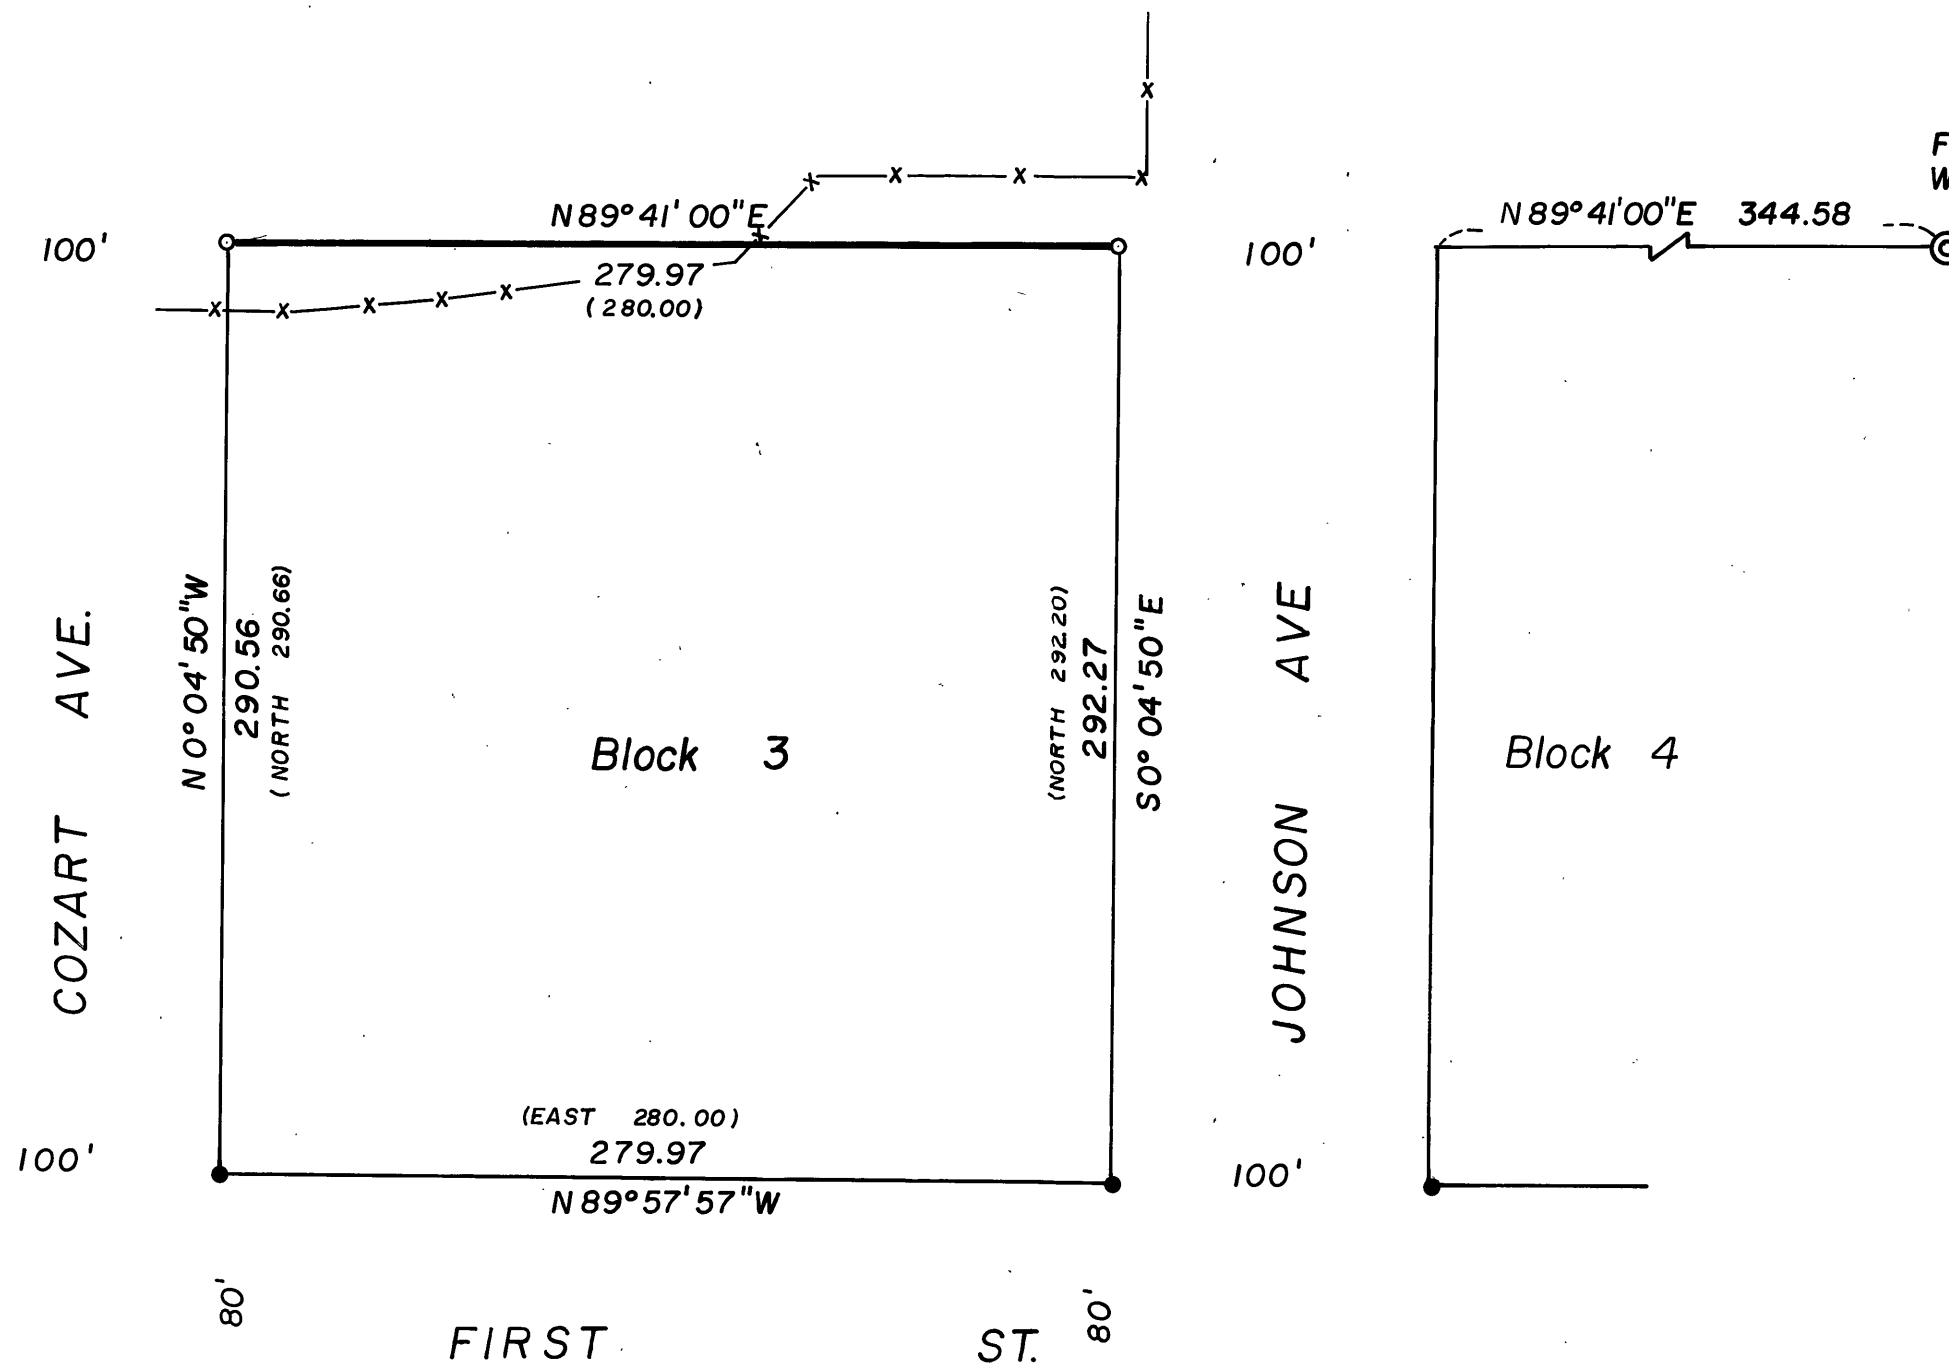 F
W
N89°41'00"E
N89°41'00"E 344.58
100'
100'
279.97
(280.00)
COZART AVE.
N0°04'50"W
290.56
(NORTH 290.66)
Block 3
(NORTH 292.20)
292.27
S0°04'50"E
JOHNSON AVE
Block 4
(EAST 280.00)
279.97
100'
100'
N89°57'57"W
80'
80'
FIRST ST.